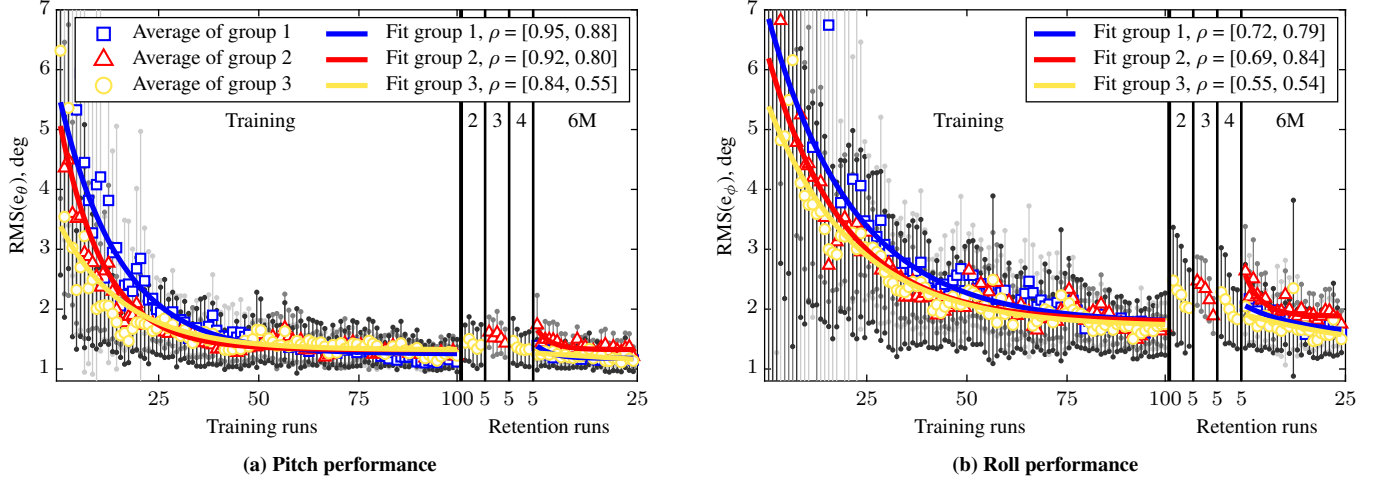 7
6
5
4
3
2
1
RMS(e_θ), deg
Average of group 1
Average of group 2
Average of group 3
Fit group 1, ρ = [0.95, 0.88]
Fit group 2, ρ = [0.92, 0.80]
Fit group 3, ρ = [0.84, 0.55]
Training
2
3
4
6M
25
50
75
100
5
5
5
25
Training runs
Retention runs
(a) Pitch performance
7
6
5
4
3
2
1
RMS(e_ϕ), deg
Fit group 1, ρ = [0.72, 0.79]
Fit group 2, ρ = [0.69, 0.84]
Fit group 3, ρ = [0.55, 0.54]
Training
2
3
4
6M
25
50
75
100
5
5
5
25
Training runs
Retention runs
(b) Roll performance